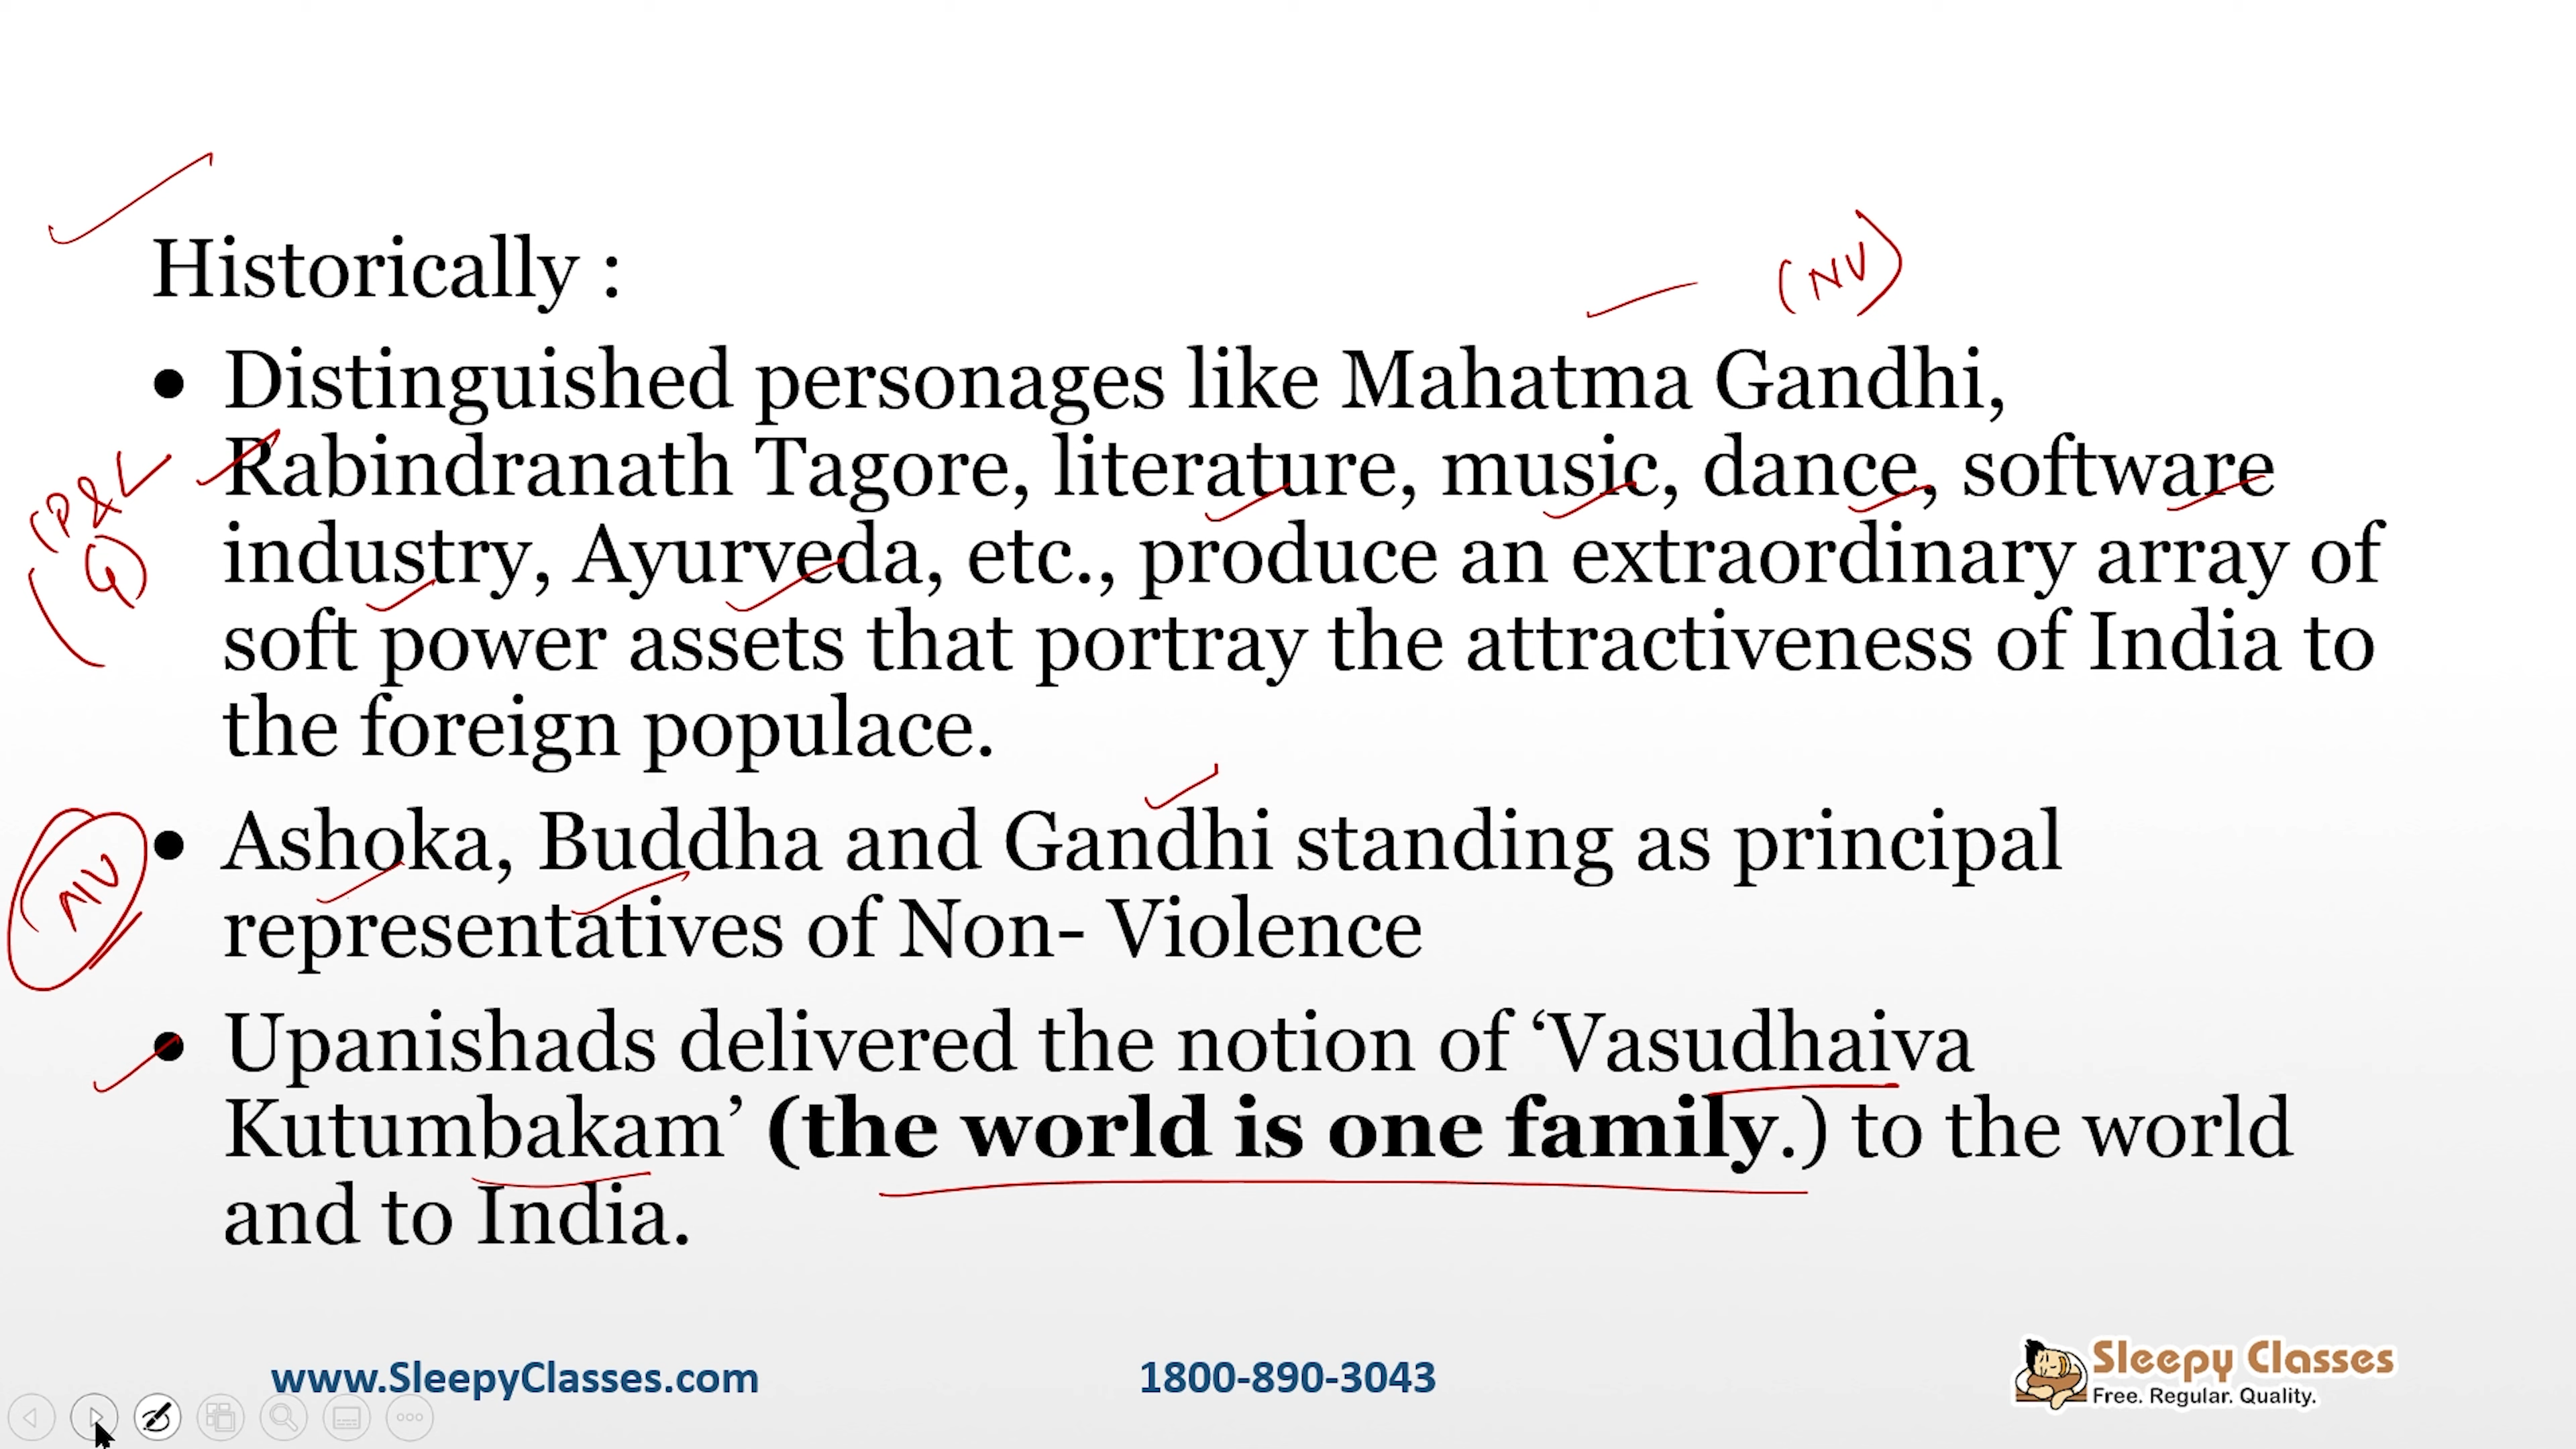 (NV)
Historically :
• Distinguished personages like Mahatma Gandhi,
Rabindranath Tagore, literature, music, dance, software
industry, Ayurveda, etc., produce an extraordinary array of
soft power assets that portray the attractiveness of India to
the foreign populace.
• Ashoka, Buddha and Gandhi standing as principal
NV
representatives of Non- Violence
• Upanishads delivered the notion of ‘Vasudhaiva
Kutumbakam’ (the world is one family.) to the world
and to India.
www.SleepyClasses.com 1800-890-3043
Sleepy Classes
Free. Regular. Quality.